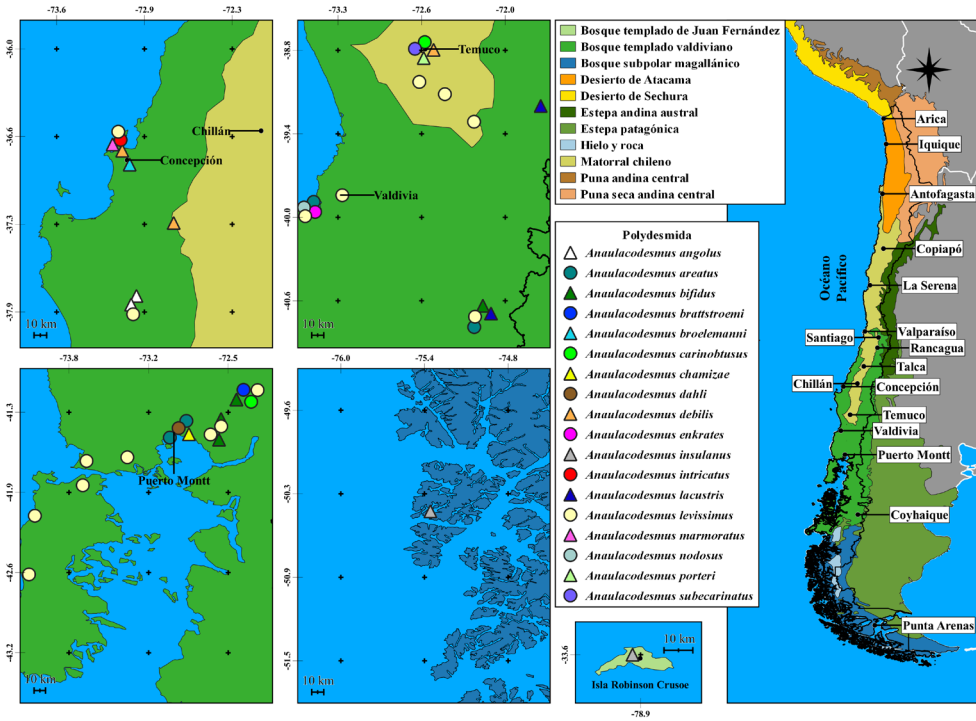 -73.6
-72.9
-72.3
-36.0
-36.6
-37.3
-37.9
Chillán
Concepción
10 km
-73.3
-72.6
-72.0
-38.8
-39.4
-40.0
-40.6
Temuco
Valdivia
10 km
-73.8
-73.2
-72.5
-41.3
-41.9
-42.6
-43.2
Puerto Montt
10 km
-76.0
-75.4
-74.8
-49.6
-50.3
-50.9
-51.5
10 km
Bosque templado de Juan Fernández
Bosque templado valdiviano
Bosque subpolar magallánico
Desierto de Atacama
Desierto de Sechura
Estepa andina austral
Estepa patagónica
Hielo y roca
Matorral chileno
Puna andina central
Puna seca andina central
Polydesmida
Anaulacodesmus angolus
Anaulacodesmus areatus
Anaulacodesmus bifidus
Anaulacodesmus brattstroemi
Anaulacodesmus broelemanni
Anaulacodesmus carinobtusus
Anaulacodesmus chamizae
Anaulacodesmus dahli
Anaulacodesmus debilis
Anaulacodesmus enkrates
Anaulacodesmus insulanus
Anaulacodesmus intricatus
Anaulacodesmus lacustris
Anaulacodesmus levissimus
Anaulacodesmus marmoratus
Anaulacodesmus nodosus
Anaulacodesmus porteri
Anaulacodesmus subecarinatus
10 km
-33.6
Isla Robinson Crusoe
-78.9
Océano
Pacífico
Arica
Iquique
Antofagasta
Copiapó
La Serena
Valparaíso
Santiago
Rancagua
Talca
Chillán
Concepción
Temuco
Valdivia
Puerto Montt
Coyhaique
Punta Arenas